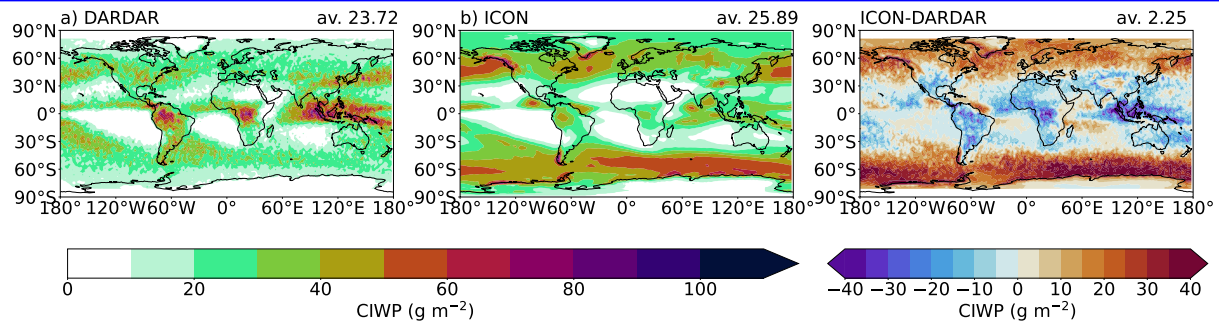 a) DARDAR av. 23.72 b) ICON av. 25.89 ICON-DARDAR av. 2.25
90°N 90°N 90°N
60°N 60°N 60°N
30°N 30°N 30°N
0° 0° 0°
30°S 30°S 30°S
60°S 60°S 60°S
90°S 90°S 90°S
180° 120°W 60°W 0° 60°E 120°E 180° 180° 120°W 60°W 0° 60°E 120°E 180° 180° 120°W 60°W 0° 60°E 120°E 180°
0 20 40 60 80 100 −40 −30 −20 −10 0 10 20 30 40
CIWP (g m⁻²) CIWP (g m⁻²)